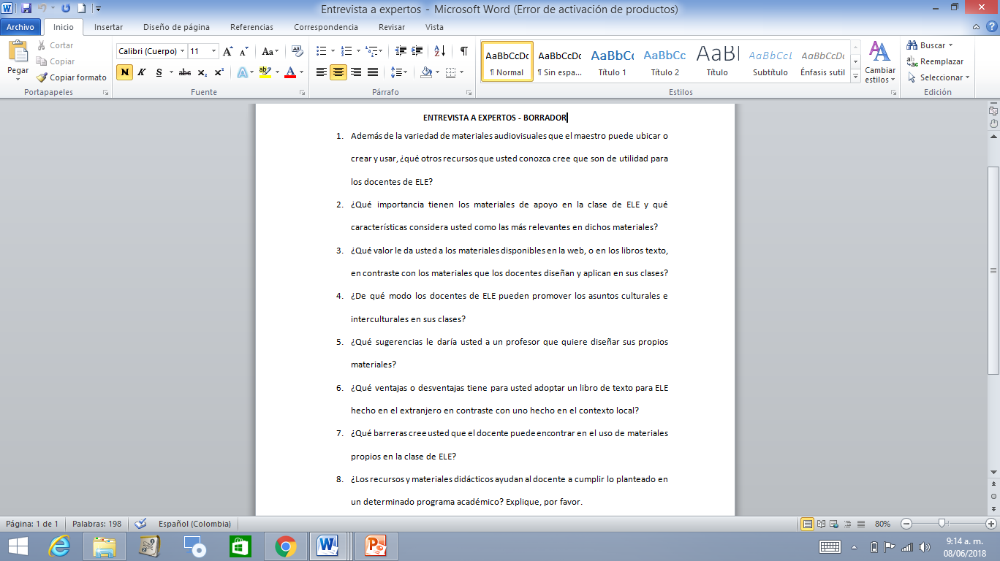 Entrevista a expertos - Microsoft Word (Error de activación de productos)
Archivo Inicio Insertar Diseño de página Referencias Correspondencia Revisar Vista
Pegar
Cortar
Copiar
Copiar formato
Portapapeles
Calibri (Cuerpo) 11
N K S abc x₂ x²
Fuente
Párrafo
AaBbCcDc AaBbCcDc AaBbCc AaBbCc AaBl AaBbCcL AaBbCcDc
¶ Normal ¶ Sin espa... Título 1 Título 2 Título Subtítulo Énfasis sutil
Cambiar estilos
Estilos
Buscar
Reemplazar
Seleccionar
Edición
ENTREVISTA A EXPERTOS - BORRADOR
1. Además de la variedad de materiales audiovisuales que el maestro puede ubicar o
crear y usar, ¿qué otros recursos que usted conozca cree que son de utilidad para
los docentes de ELE?
2. ¿Qué importancia tienen los materiales de apoyo en la clase de ELE y qué
características considera usted como las más relevantes en dichos materiales?
3. ¿Qué valor le da usted a los materiales disponibles en la web, o en los libros texto,
en contraste con los materiales que los docentes diseñan y aplican en sus clases?
4. ¿De qué modo los docentes de ELE pueden promover los asuntos culturales e
interculturales en sus clases?
5. ¿Qué sugerencias le daría usted a un profesor que quiere diseñar sus propios
materiales?
6. ¿Qué ventajas o desventajas tiene para usted adoptar un libro de texto para ELE
hecho en el extranjero en contraste con uno hecho en el contexto local?
7. ¿Qué barreras cree usted que el docente puede encontrar en el uso de materiales
propios en la clase de ELE?
8. ¿Los recursos y materiales didácticos ayudan al docente a cumplir lo planteado en
un determinado programa académico? Explique, por favor.
Página: 1 de 1 Palabras: 198 Español (Colombia) 80%
9:14 a. m.
08/06/2018